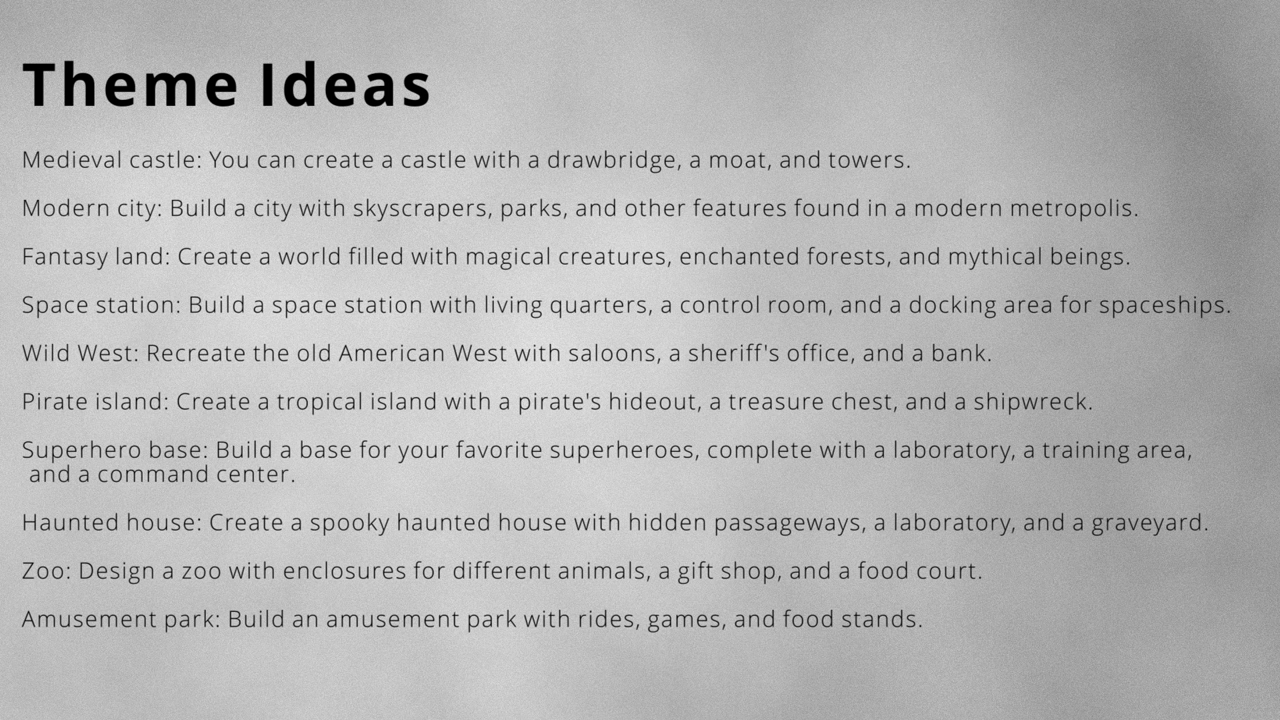 Theme Ideas
Medieval castle: You can create a castle with a drawbridge, a moat, and towers.
Modern city: Build a city with skyscrapers, parks, and other features found in a modern metropolis.
Fantasy land: Create a world filled with magical creatures, enchanted forests, and mythical beings.
Space station: Build a space station with living quarters, a control room, and a docking area for spaceships.
Wild West: Recreate the old American West with saloons, a sheriff's office, and a bank.
Pirate island: Create a tropical island with a pirate's hideout, a treasure chest, and a shipwreck.
Superhero base: Build a base for your favorite superheroes, complete with a laboratory, a training area,
and a command center.
Haunted house: Create a spooky haunted house with hidden passageways, a laboratory, and a graveyard.
Zoo: Design a zoo with enclosures for different animals, a gift shop, and a food court.
Amusement park: Build an amusement park with rides, games, and food stands.